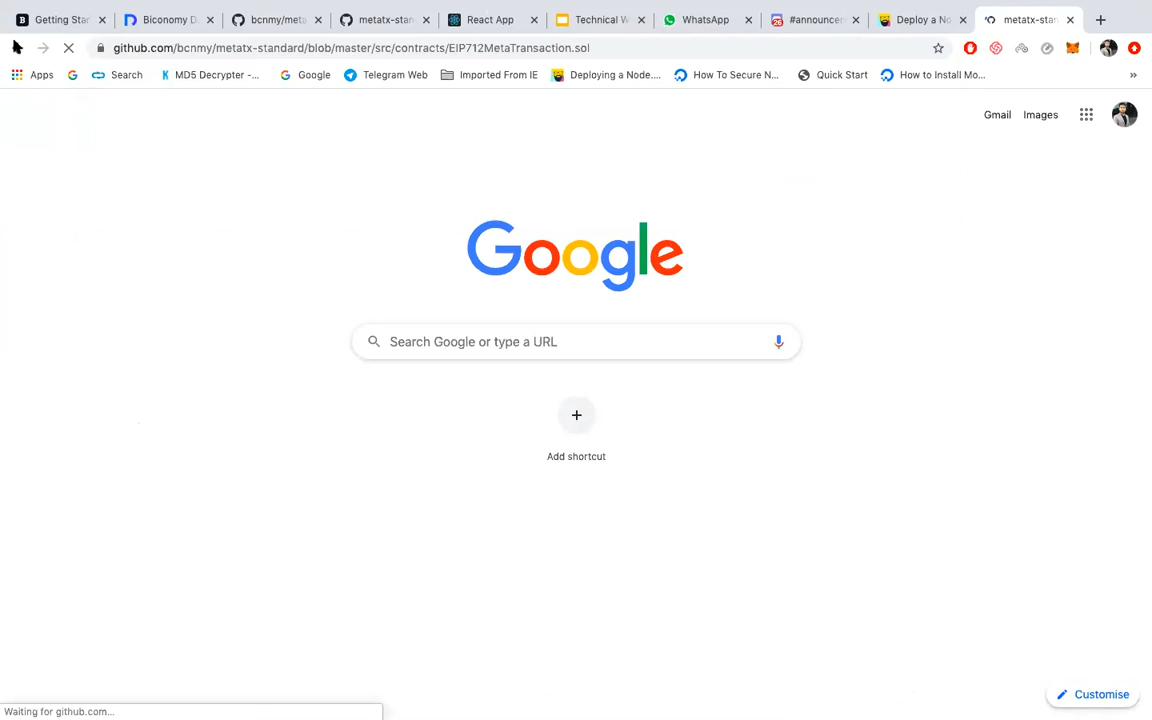 Getting Star
Biconomy D
bcnmy/meta
metatx-stan
React App
Technical W
WhatsApp
26
#announcem
Deploy a No
metatx-stan
github.com/bcnmy/metatx-standard/blob/master/src/contracts/EIP712MetaTransaction.sol
Apps
Search
MD5 Decrypter -...
Google
Telegram Web
Imported From IE
Deploying a Node....
How To Secure N...
Quick Start
How to Install Mo...
»
Gmail
Images
Google
Search Google or type a URL
Add shortcut
Customise
Waiting for github.com...